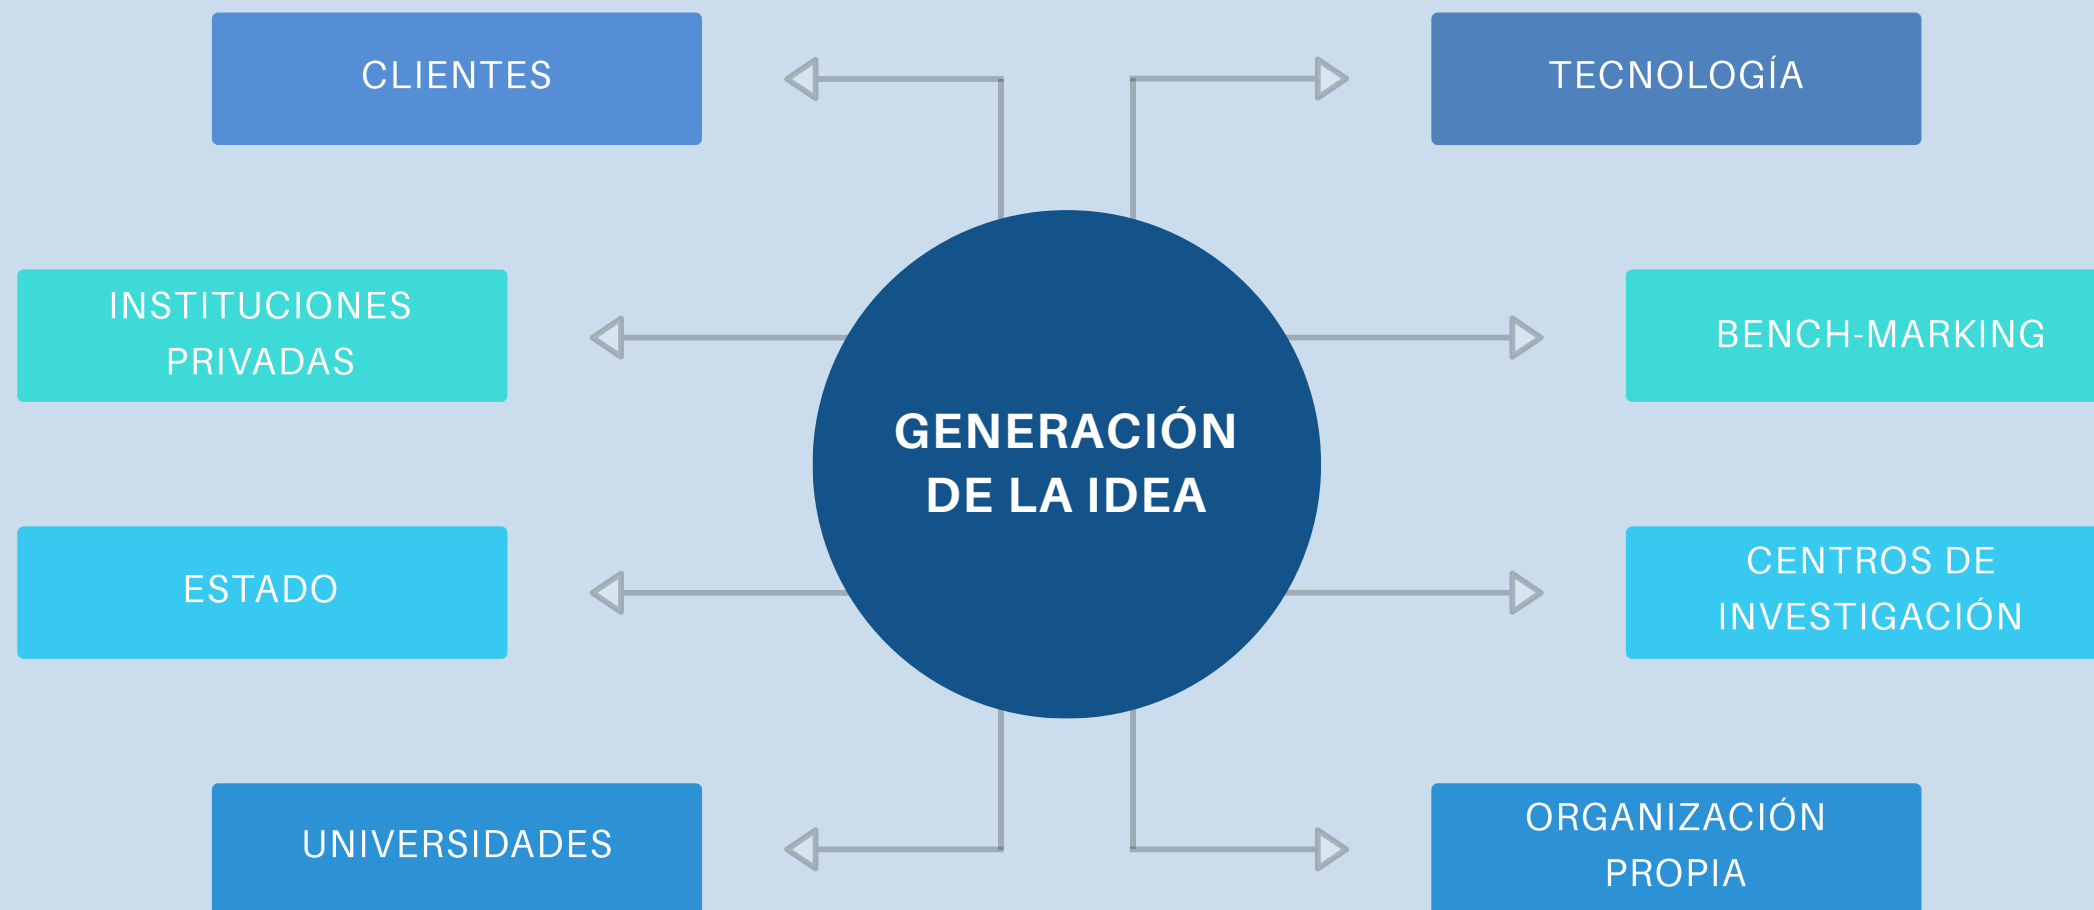 CLIENTES
TECNOLOGÍA
INSTITUCIONES
PRIVADAS
BENCH-MARKING
GENERACIÓN
DE LA IDEA
ESTADO
CENTROS DE
INVESTIGACIÓN
UNIVERSIDADES
ORGANIZACIÓN
PROPIA